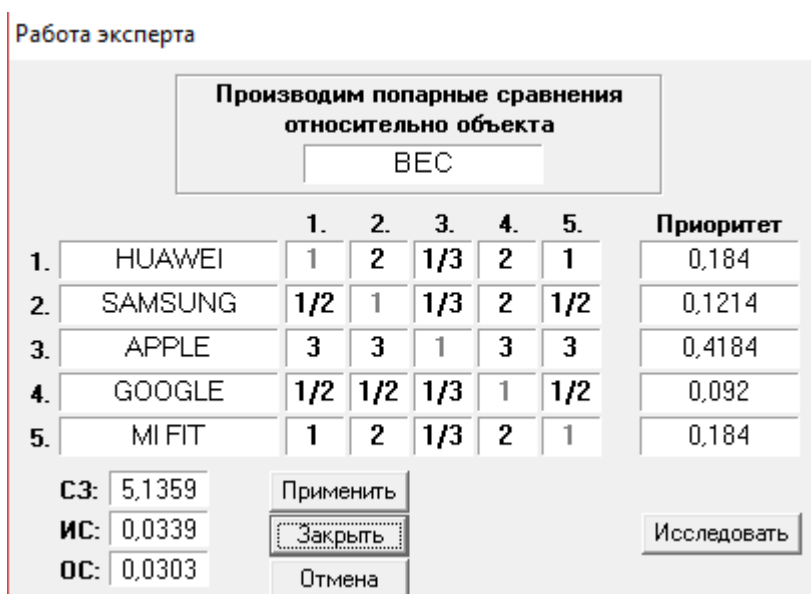 Работа эксперта
Производим попарные сравнения
относительно объекта
ВЕС
1. 2. 3. 4. 5. Приоритет
1. HUAWEI 1 2 1/3 2 1 0,184
2. SAMSUNG 1/2 1 1/3 2 1/2 0,1214
3. APPLE 3 3 1 3 3 0,4184
4. GOOGLE 1/2 1/2 1/3 1 1/2 0,092
5. MI FIT 1 2 1/3 2 1 0,184
СЗ: 5,1359 Применить
ИС: 0,0339 Закрыть Исследовать
ОС: 0,0303 Отмена